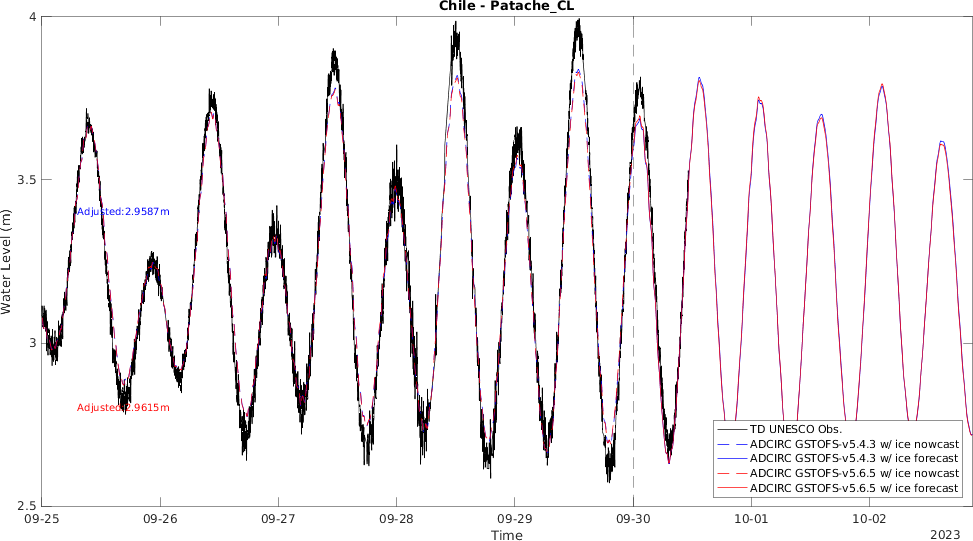 Chile - Patache_CL
4
3.5
3
2.5
Water Level (m)
Adjusted:2.9587m
Adjusted:2.9615m
TD UNESCO Obs.
ADCIRC GSTOFS-v5.4.3 w/ ice nowcast
ADCIRC GSTOFS-v5.4.3 w/ ice forecast
ADCIRC GSTOFS-v5.6.5 w/ ice nowcast
ADCIRC GSTOFS-v5.6.5 w/ ice forecast
09-25 09-26 09-27 09-28 09-29 09-30 10-01 10-02
Time
2023